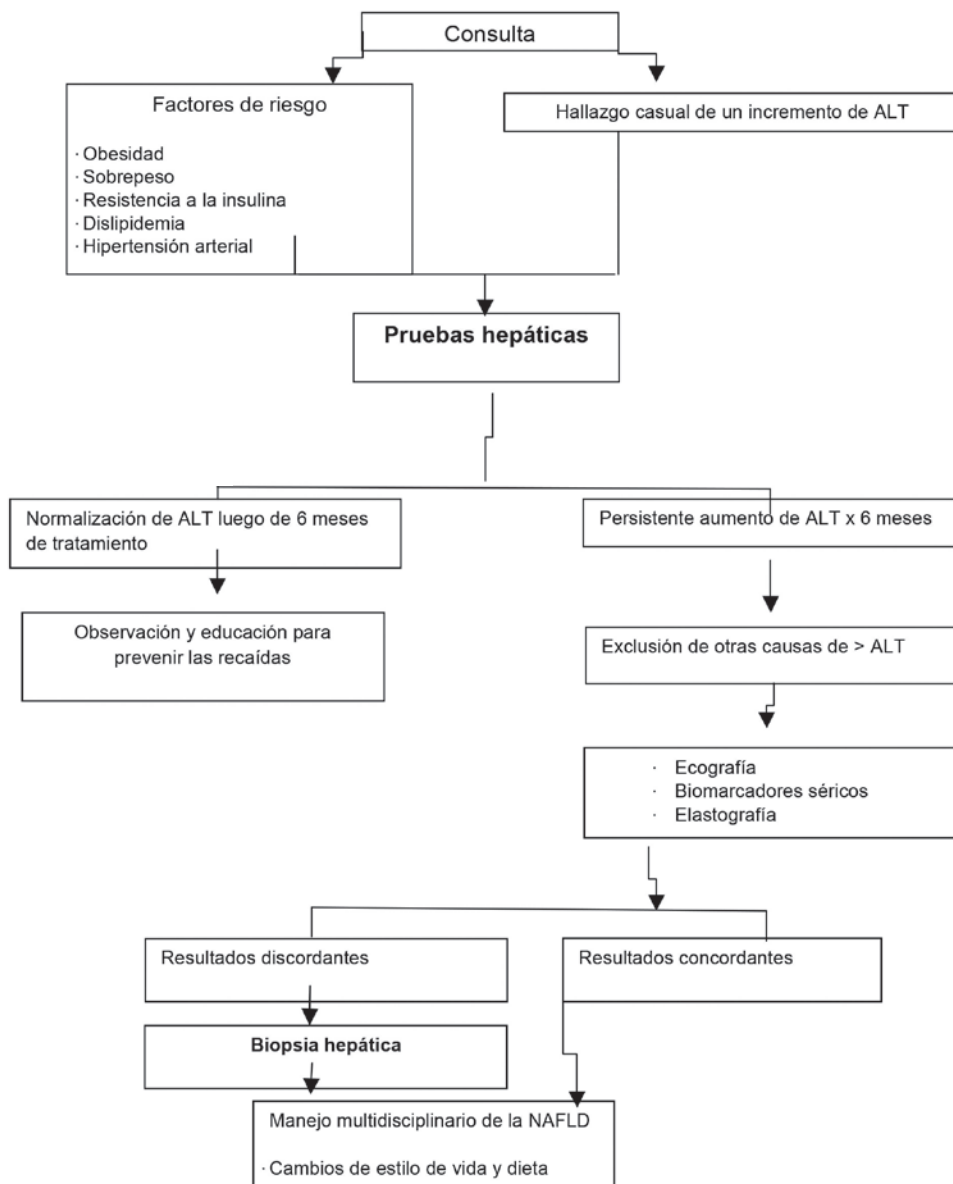 Consulta
Factores de riesgo
· Obesidad
· Sobrepeso
· Resistencia a la insulina
· Dislipidemia
· Hipertensión arterial
Hallazgo casual de un incremento de ALT
Pruebas hepáticas
Normalización de ALT luego de 6 meses
de tratamiento
Persistente aumento de ALT x 6 meses
Observación y educación para
prevenir las recaídas
Exclusión de otras causas de > ALT
· Ecografía
· Biomarcadores séricos
· Elastografía
Resultados discordantes
Resultados concordantes
Biopsia hepática
Manejo multidisciplinario de la NAFLD
· Cambios de estilo de vida y dieta